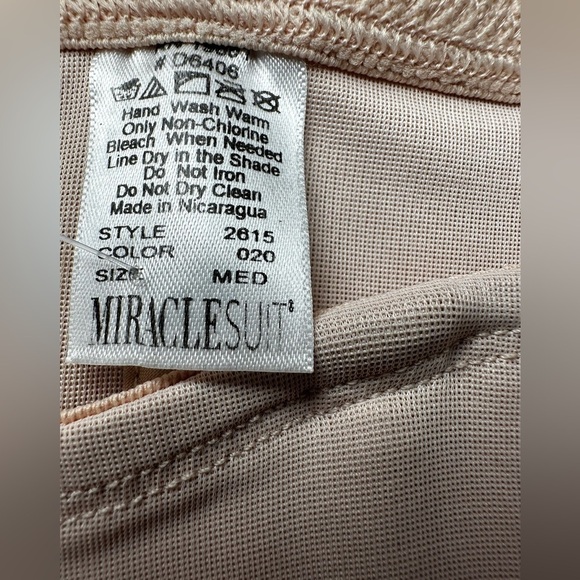 # D6406
Hand Wash Warm
Only Non-Chlorine
Bleach When Needed
Line Dry in the Shade
Do Not Iron
Do Not Dry Clean
Made in Nicaragua
STYLE 2615
COLOR 020
SIZE MED
MIRACLESUIT®